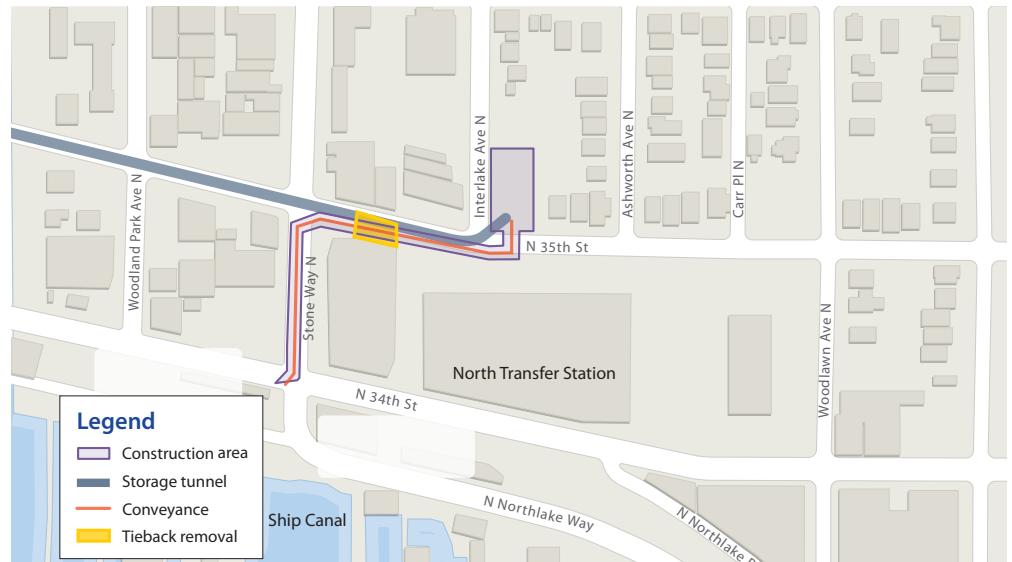 Interlake Ave N
Ashworth Ave N
Carr Pl N
Woodland Park Ave N
N 35th St
Stone Way N
Woodlawn Ave N
North Transfer Station
N 34th St
Legend
Construction area
Storage tunnel
Conveyance
Tieback removal
Ship Canal
N Northlake Way
N Northlake